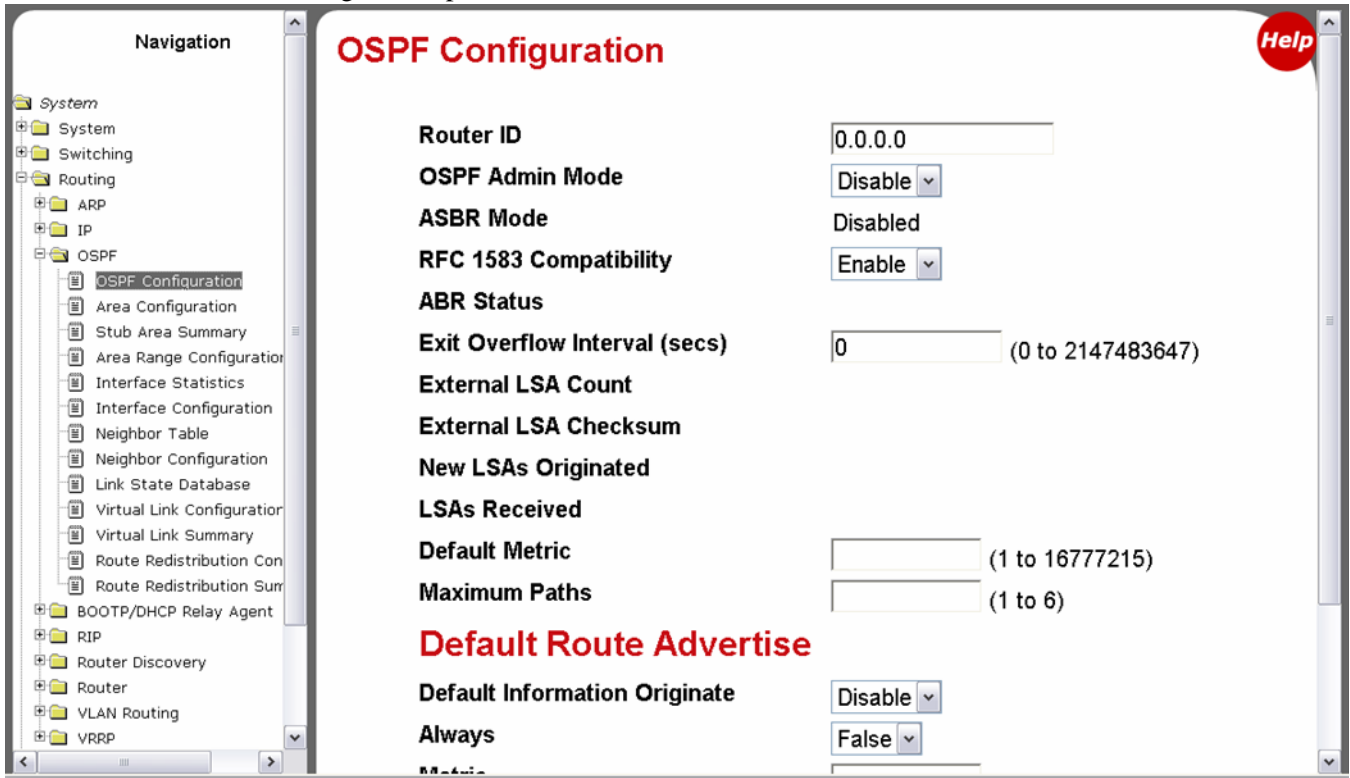 Navigation
System
System
Switching
Routing
ARP
IP
OSPF
OSPF Configuration
Area Configuration
Stub Area Summary
Area Range Configuration
Interface Statistics
Interface Configuration
Neighbor Table
Neighbor Configuration
Link State Database
Virtual Link Configuration
Virtual Link Summary
Route Redistribution Con
Route Redistribution Sum
BOOTP/DHCP Relay Agent
RIP
Router Discovery
Router
VLAN Routing
VRRP
OSPF Configuration
Help
Router ID 0.0.0.0
OSPF Admin Mode Disable
ASBR Mode Disabled
RFC 1583 Compatibility Enable
ABR Status
Exit Overflow Interval (secs) 0 (0 to 2147483647)
External LSA Count
External LSA Checksum
New LSAs Originated
LSAs Received
Default Metric (1 to 16777215)
Maximum Paths (1 to 6)
Default Route Advertise
Default Information Originate Disable
Always False
Metric